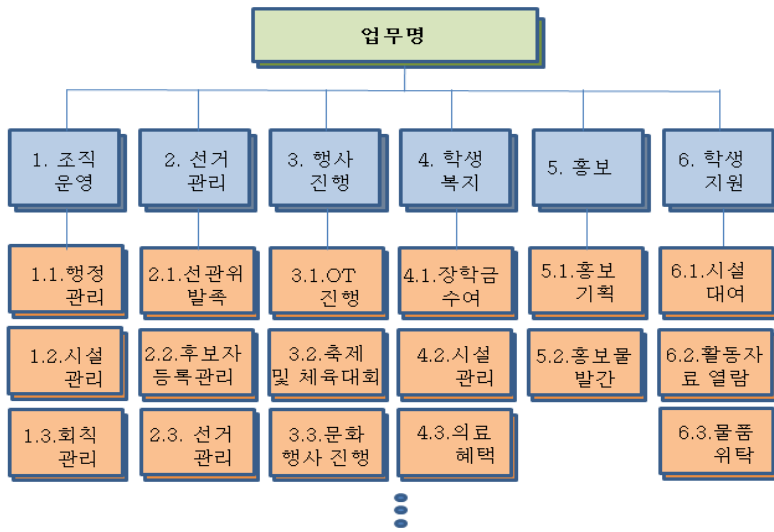 업무명
1. 조직
운영
2. 선거
관리
3. 행사
진행
4. 학생
복지
5. 홍보
6. 학생
지원
1.1.행정
관리
2.1.선관위
발족
3.1.OT
진행
4.1.장학금
수여
5.1.홍보
기획
6.1.시설
대여
1.2.시설
관리
2.2.후보자
등록관리
3.2.축제
및 체육대회
4.2.시설
관리
5.2.홍보물
발간
6.2.활동자
료 열람
1.3.회칙
관리
2.3. 선거
관리
3.3.문화
행사 진행
4.3.의료
혜택
6.3.물품
위탁